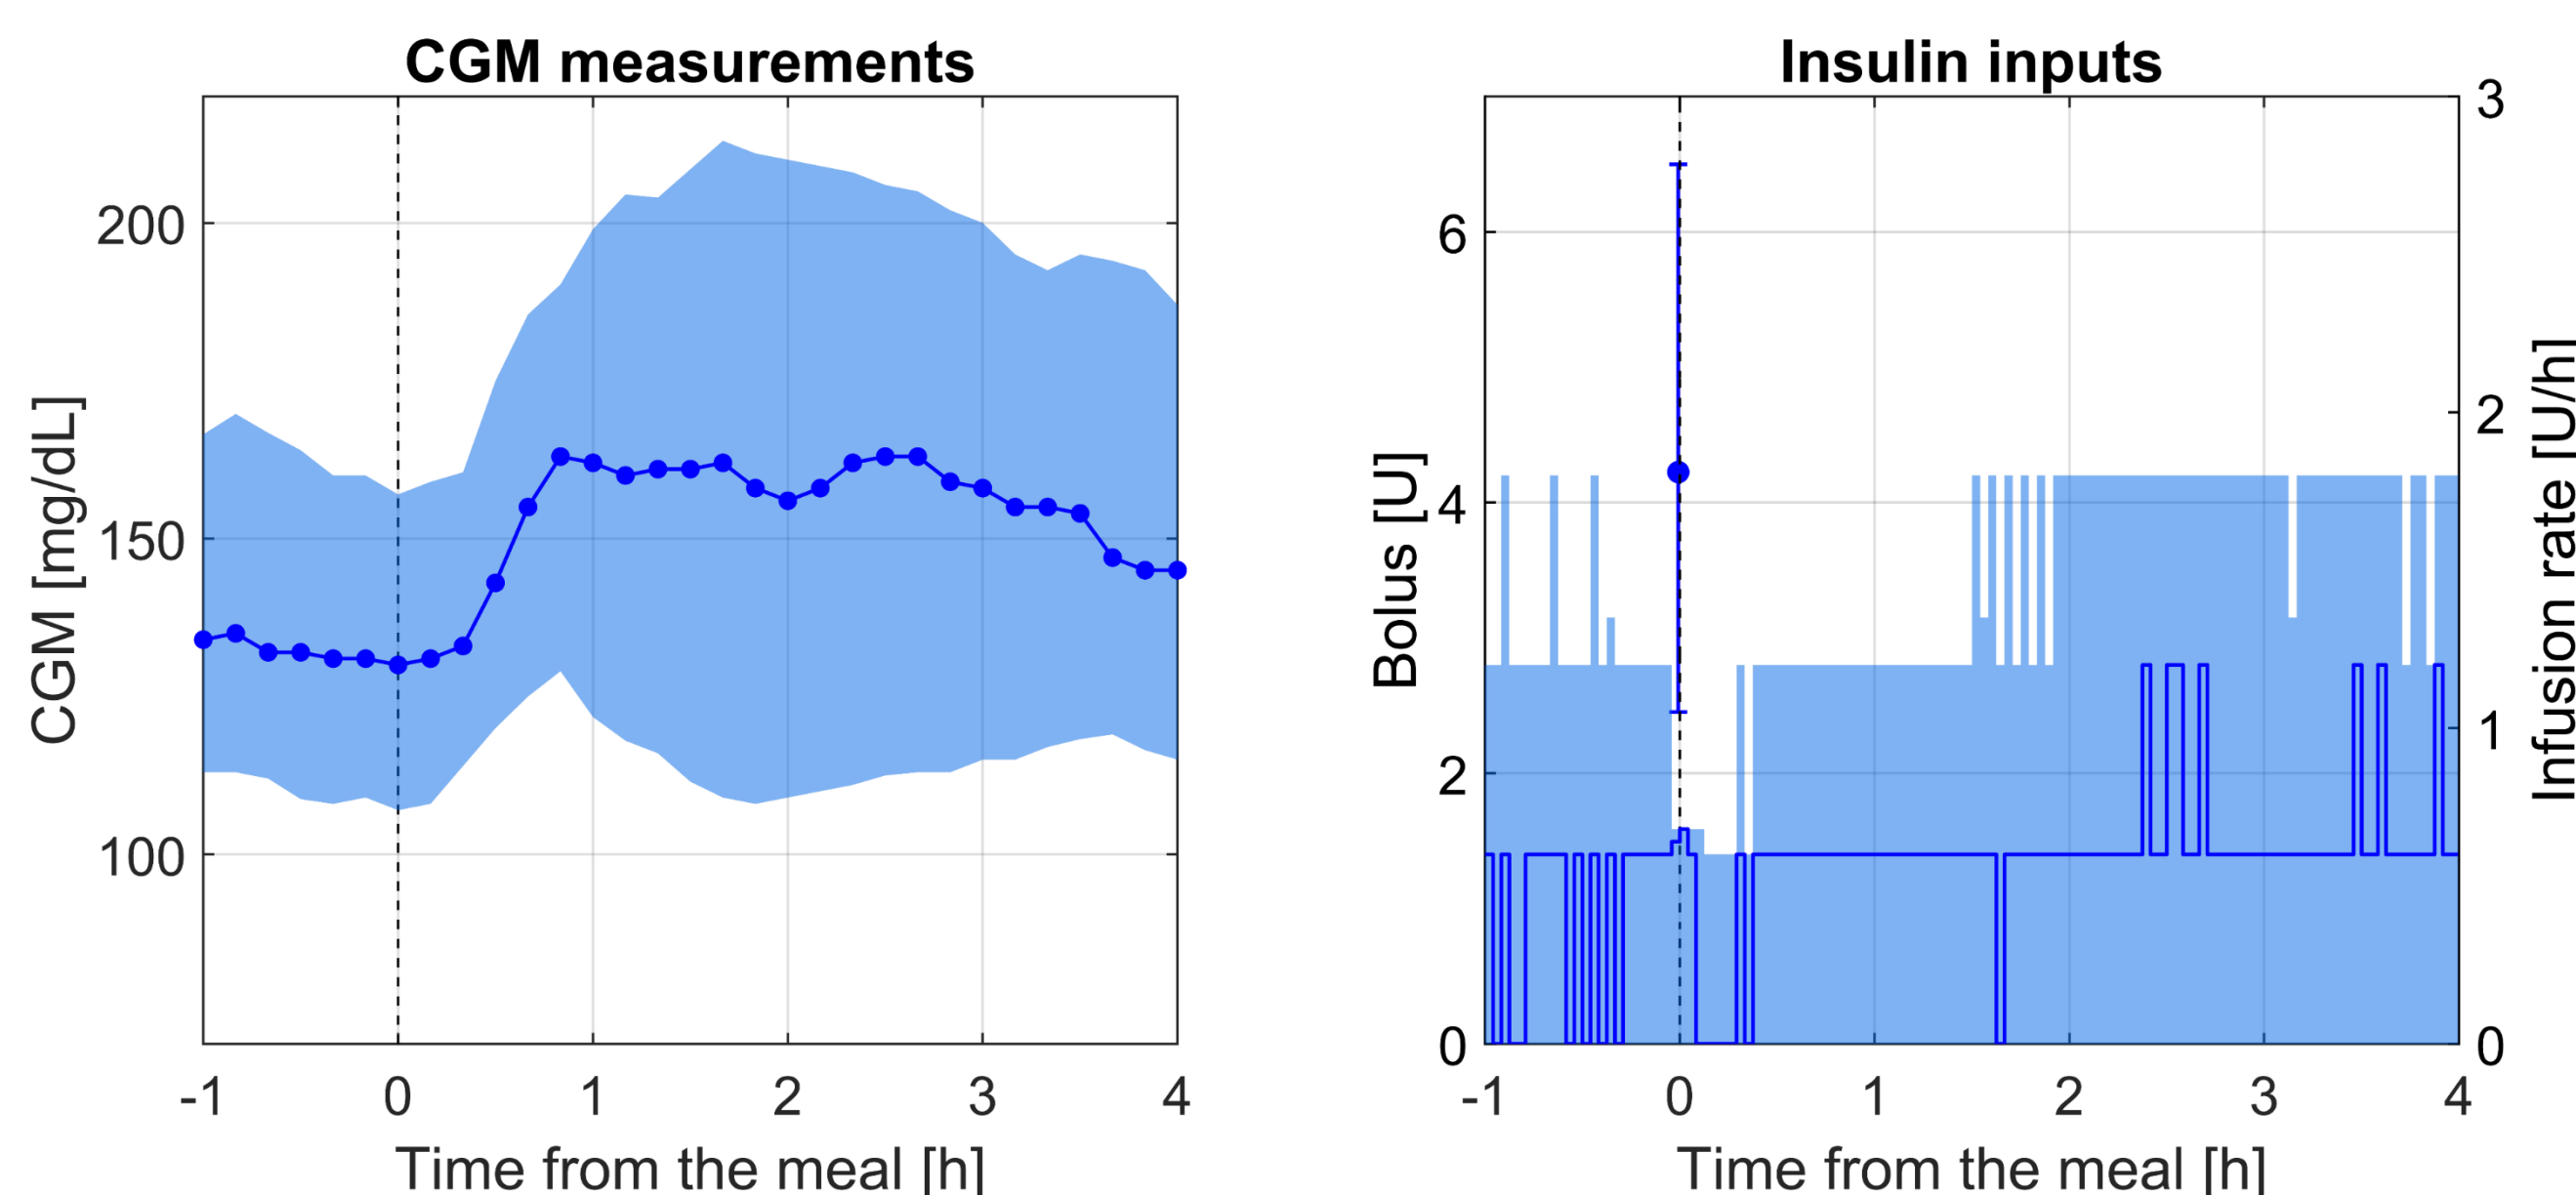 CGM measurements
CGM [mg/dL]
200
150
100
-1 0 1 2 3 4
Time from the meal [h]
Insulin inputs
Bolus [U]
6
4
2
0
3
2
1
0
Infusion rate [U/h]
-1 0 1 2 3 4
Time from the meal [h]